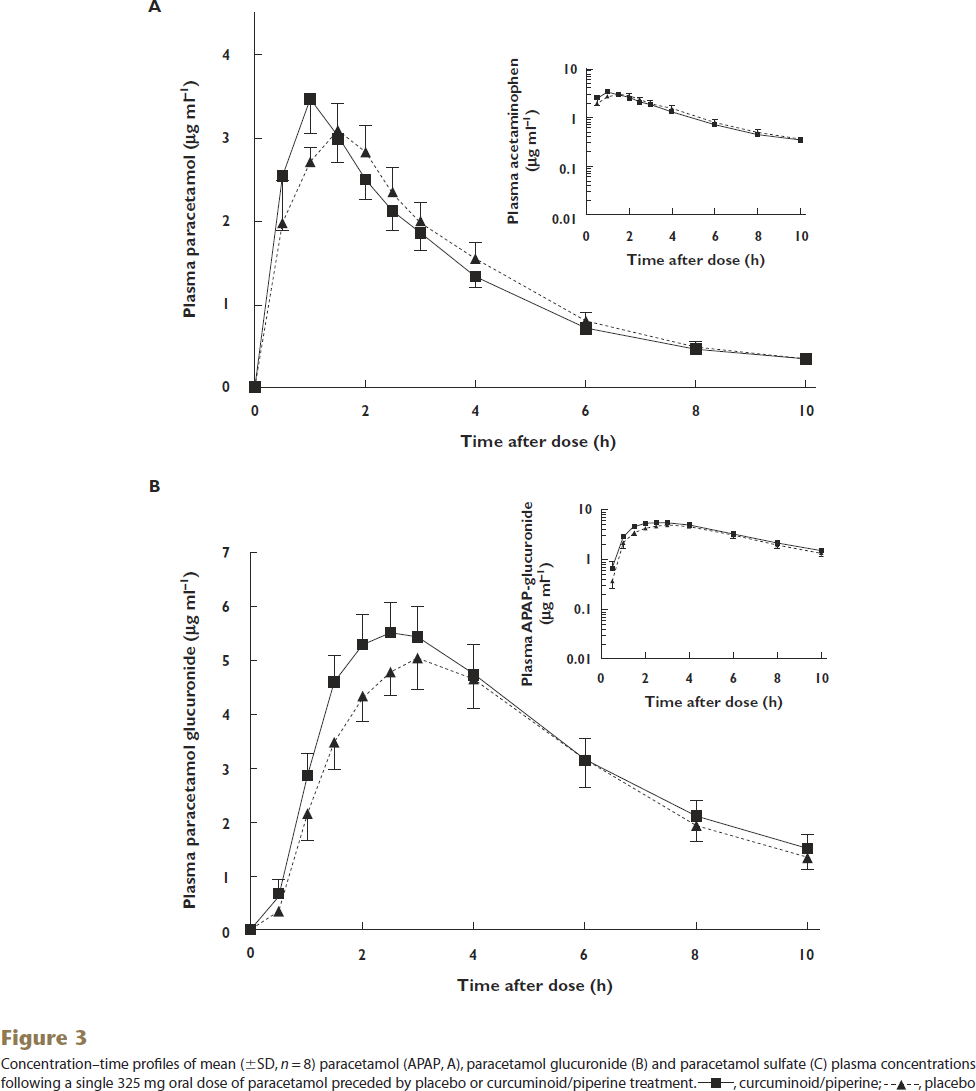 A
4
3
2
1
0
Plasma paracetamol (µg ml–1)
0 2 4 6 8 10
Time after dose (h)
10
1
0.1
0.01
Plasma acetaminophen
(µg ml–1)
0 2 4 6 8 10
Time after dose (h)
B
7
6
5
4
3
2
1
0
Plasma paracetamol glucuronide (µg ml–1)
0 2 4 6 8 10
Time after dose (h)
10
1
0.1
0.01
Plasma APAP-glucuronide
(µg ml–1)
0 2 4 6 8 10
Time after dose (h)
Figure 3
Concentration–time profiles of mean (±SD, n = 8) paracetamol (APAP, A), paracetamol glucuronide (B) and paracetamol sulfate (C) plasma concentrations
following a single 325 mg oral dose of paracetamol preceded by placebo or curcuminoid/piperine treatment. , curcuminoid/piperine; , placebo